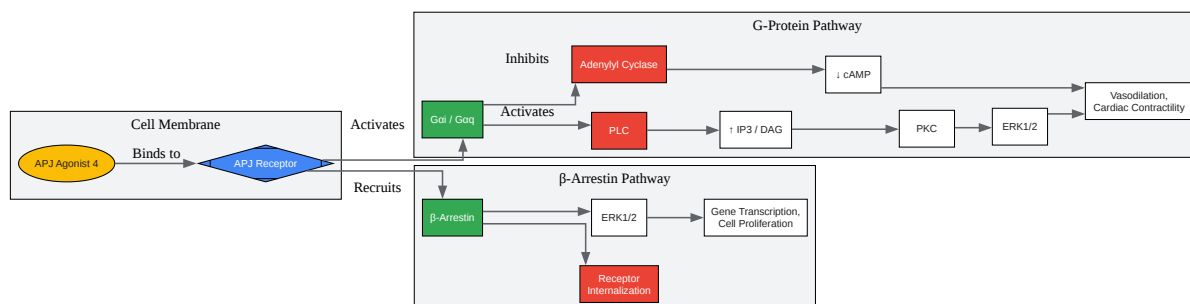 G-Protein Pathway
Inhibits
Adenylyl Cyclase
↓ cAMP
Vasodilation,
Cardiac Contractility
Gαi / Gαq
Activates
PLC
↑ IP3 / DAG
PKC
ERK1/2
Cell Membrane
Activates
APJ Agonist 4
Binds to
APJ Receptor
Recruits
β-Arrestin Pathway
β-Arrestin
ERK1/2
Gene Transcription,
Cell Proliferation
Receptor
Internalization